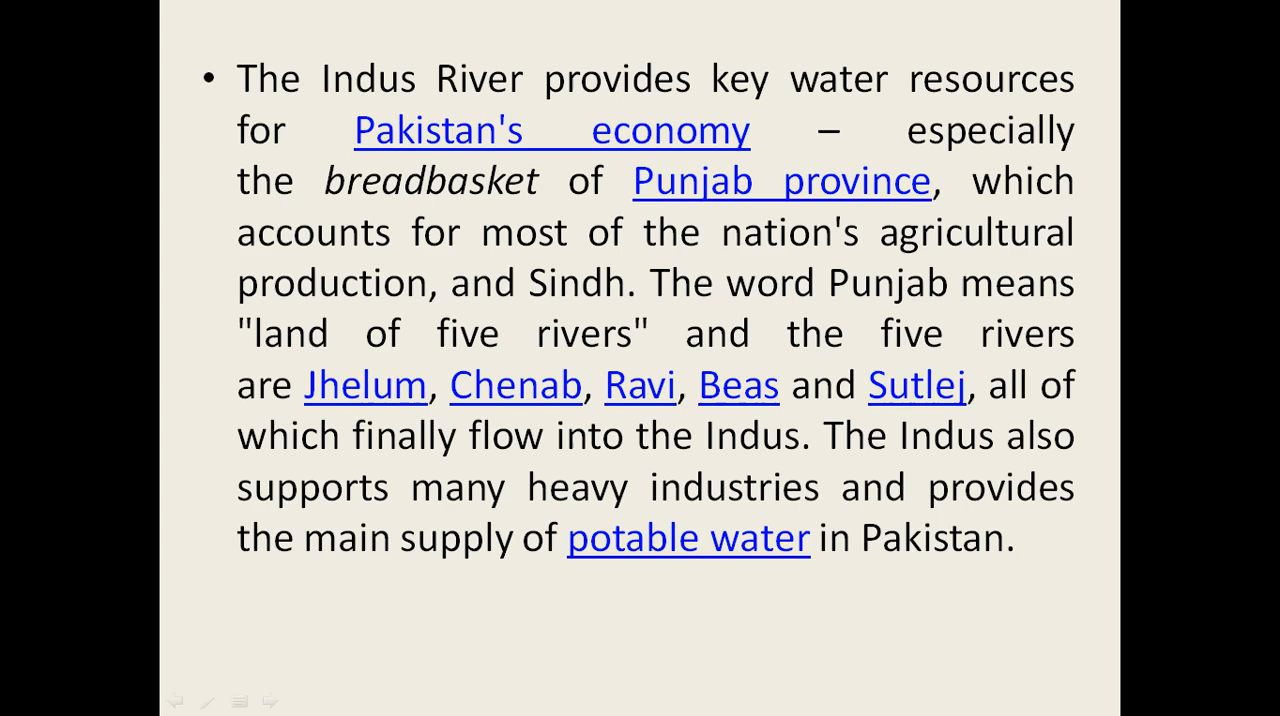 • The Indus River provides key water resources
for Pakistan's economy – especially
the breadbasket of Punjab province, which
accounts for most of the nation's agricultural
production, and Sindh. The word Punjab means
"land of five rivers" and the five rivers
are Jhelum, Chenab, Ravi, Beas and Sutlej, all of
which finally flow into the Indus. The Indus also
supports many heavy industries and provides
the main supply of potable water in Pakistan.